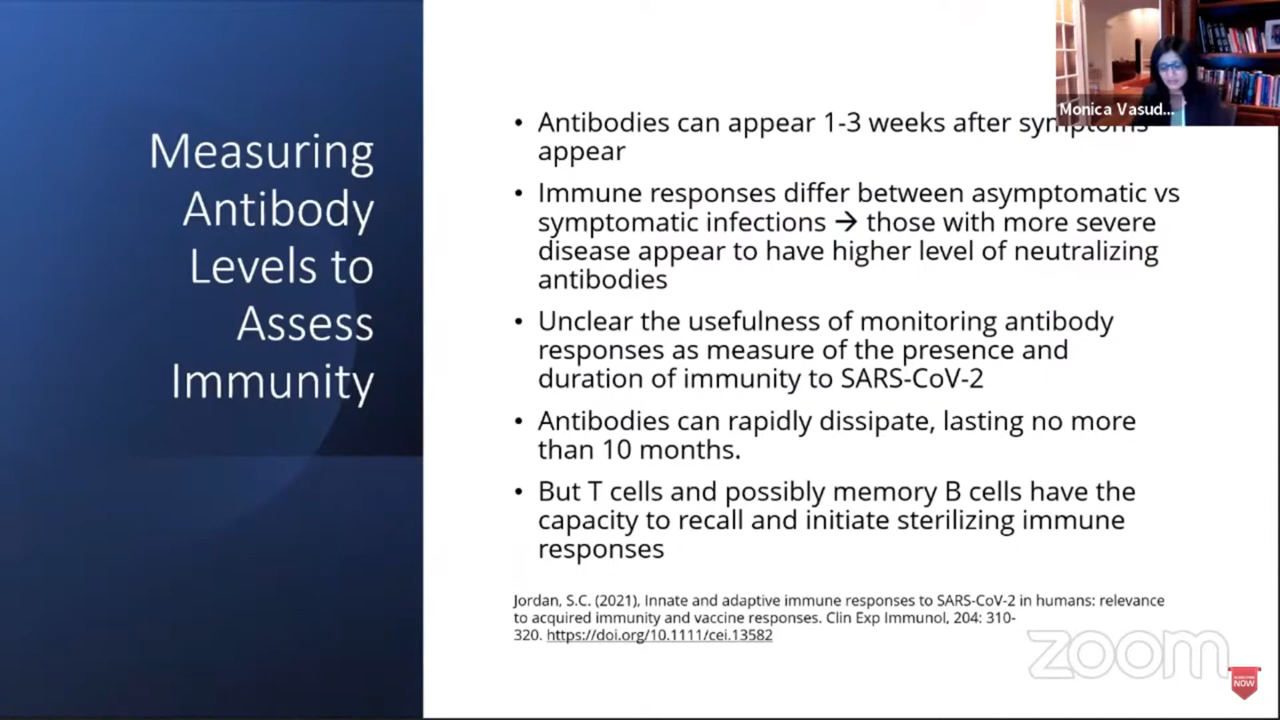 Measuring
Antibody
Levels to
Assess
Immunity
Monica Vasud...
• Antibodies can appear 1-3 weeks after symptoms
appear
• Immune responses differ between asymptomatic vs
symptomatic infections → those with more severe
disease appear to have higher level of neutralizing
antibodies
• Unclear the usefulness of monitoring antibody
responses as measure of the presence and
duration of immunity to SARS-CoV-2
• Antibodies can rapidly dissipate, lasting no more
than 10 months.
• But T cells and possibly memory B cells have the
capacity to recall and initiate sterilizing immune
responses
Jordan, S.C. (2021), Innate and adaptive immune responses to SARS-CoV-2 in humans: relevance
to acquired immunity and vaccine responses. Clin Exp Immunol, 204: 310-
320. https://doi.org/10.1111/cei.13582
zoom
SUBSCRIBE
NOW